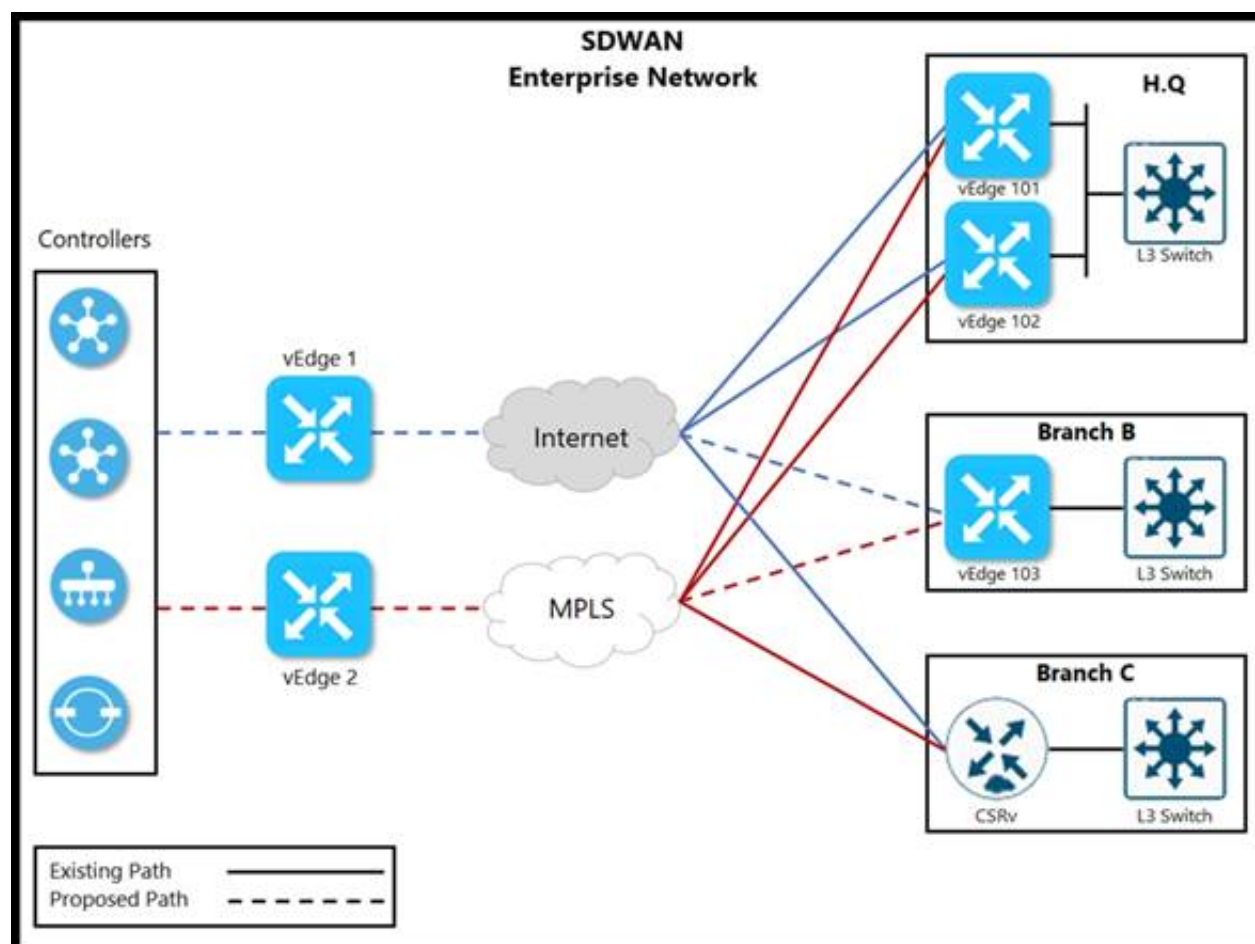 SDWAN
Enterprise Network
H.Q
vEdge 101
L3 Switch
vEdge 102
Controllers
vEdge 1
Internet
Branch B
vEdge 103
L3 Switch
MPLS
vEdge 2
Branch C
CSRv
L3 Switch
Existing Path
Proposed Path